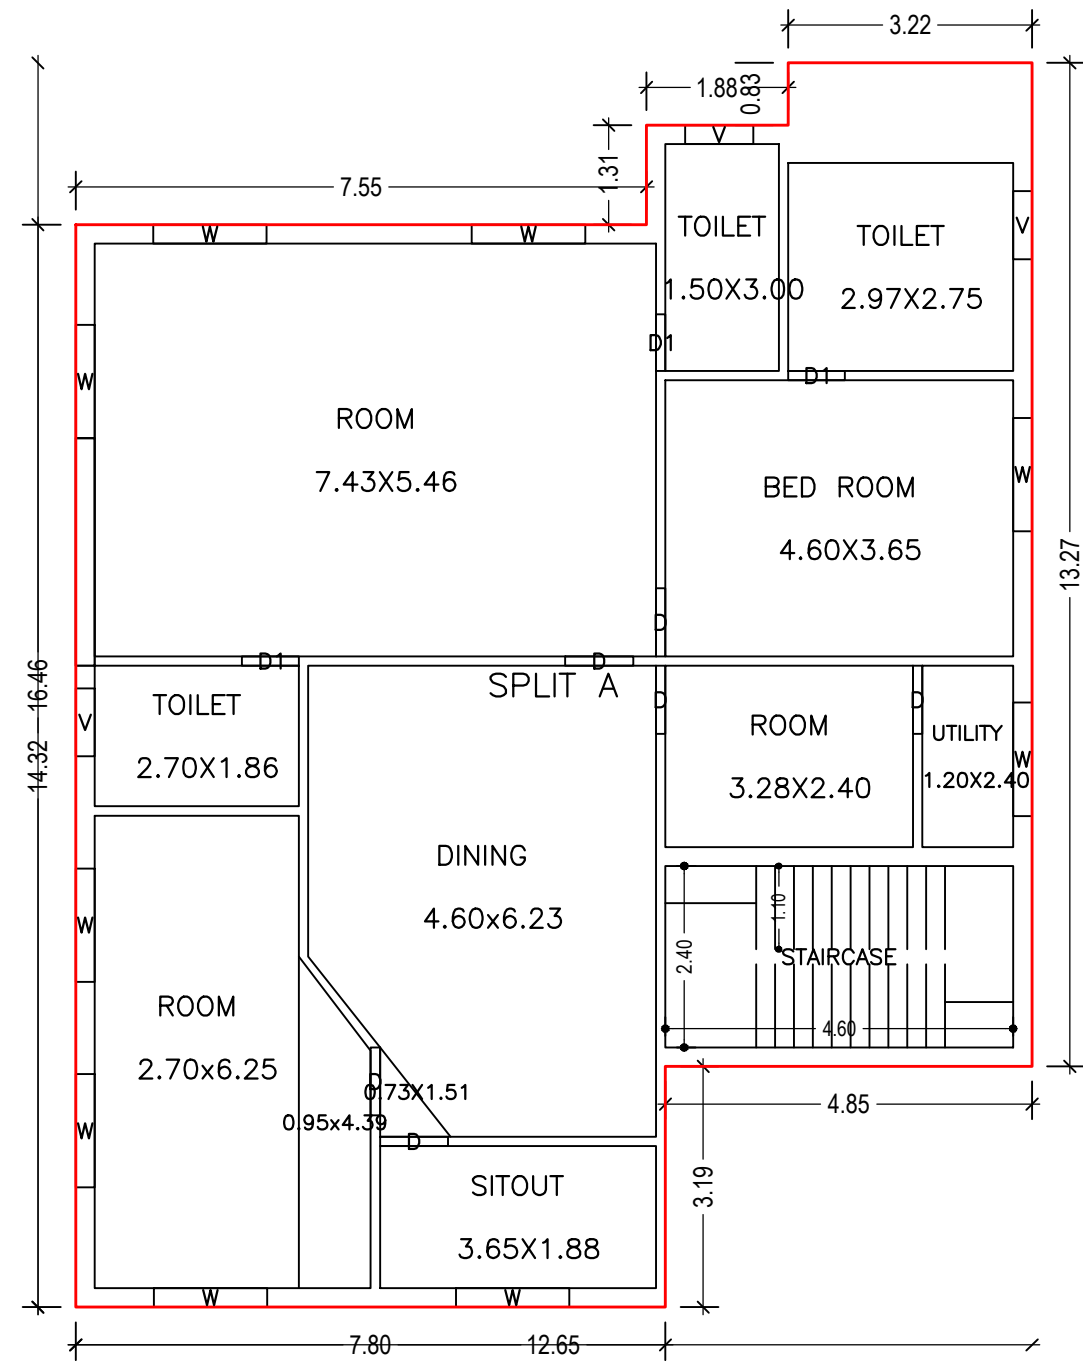 3.22
1.88
0.83
1.31
7.55
V
W
W
TOILET
1.50X3.00
TOILET
2.97X2.75
V
D1
D1
W
ROOM
7.43X5.46
BED ROOM
4.60X3.65
W
13.27
D
D1
D
SPLIT A
14.32
16.46
TOILET
2.70X1.86
V
D
ROOM
3.28X2.40
D
UTILITY
1.20X2.40
W
DINING
4.60x6.23
W
1.10
2.40
STAIRCASE
4.60
ROOM
2.70x6.25
D
0.73X1.51
0.95x4.39
W
D
4.85
3.19
SITOUT
3.65X1.88
W
W
7.80
12.65